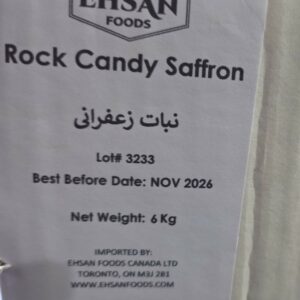 EHSAN
FOODS
Rock Candy Saffron
نبات زعفرانی
Lot# 3233
Best Before Date: NOV 2026
Net Weight: 6 Kg
IMPORTED BY:
EHSAN FOODS CANADA LTD
TORONTO, ON M3J 2B1
WWW.EHSANFOODS.COM